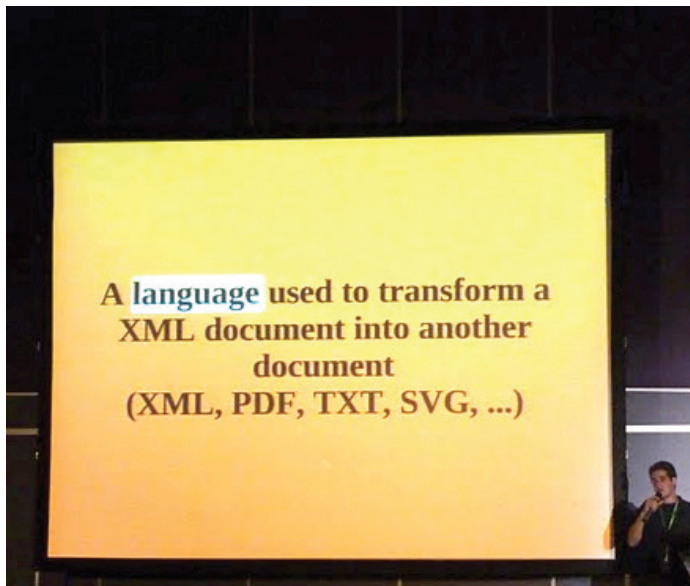 A language used to transform a
XML document into another
document
(XML, PDF, TXT, SVG, ...)